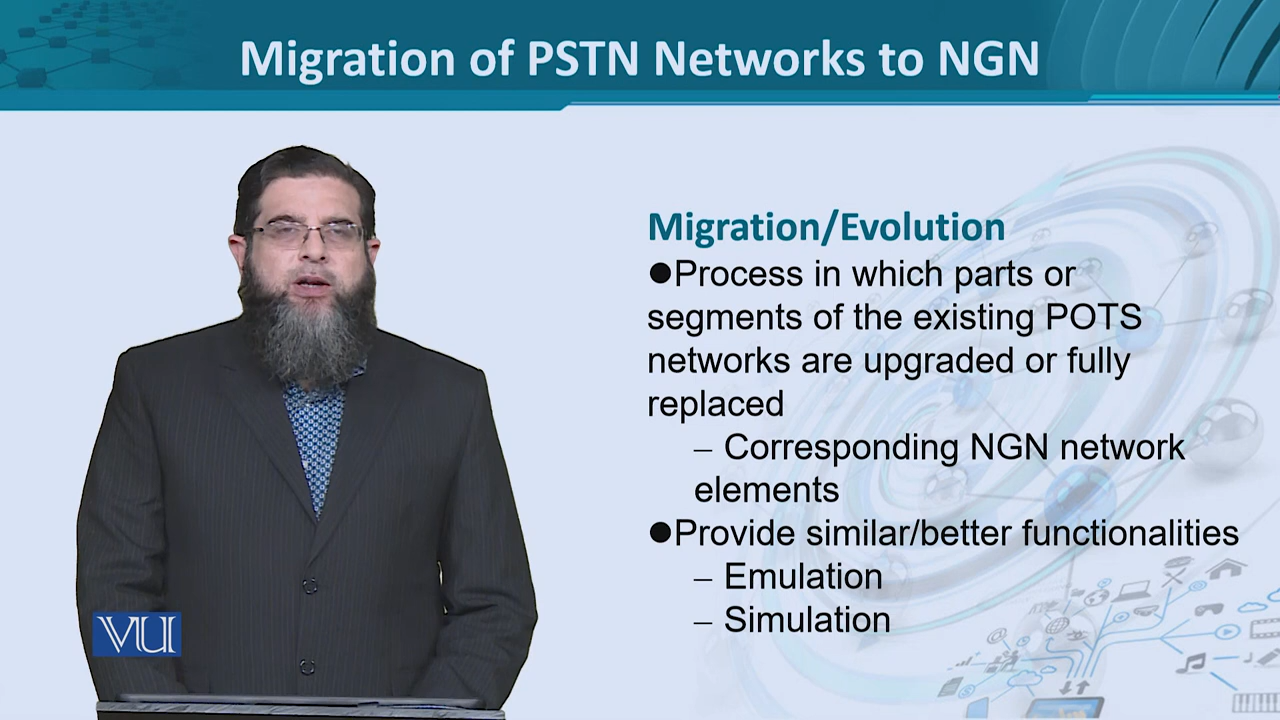 Migration of PSTN Networks to NGN
Migration/Evolution
●Process in which parts or
segments of the existing POTS
networks are upgraded or fully
replaced
– Corresponding NGN network
elements
●Provide similar/better functionalities
– Emulation
– Simulation
VU